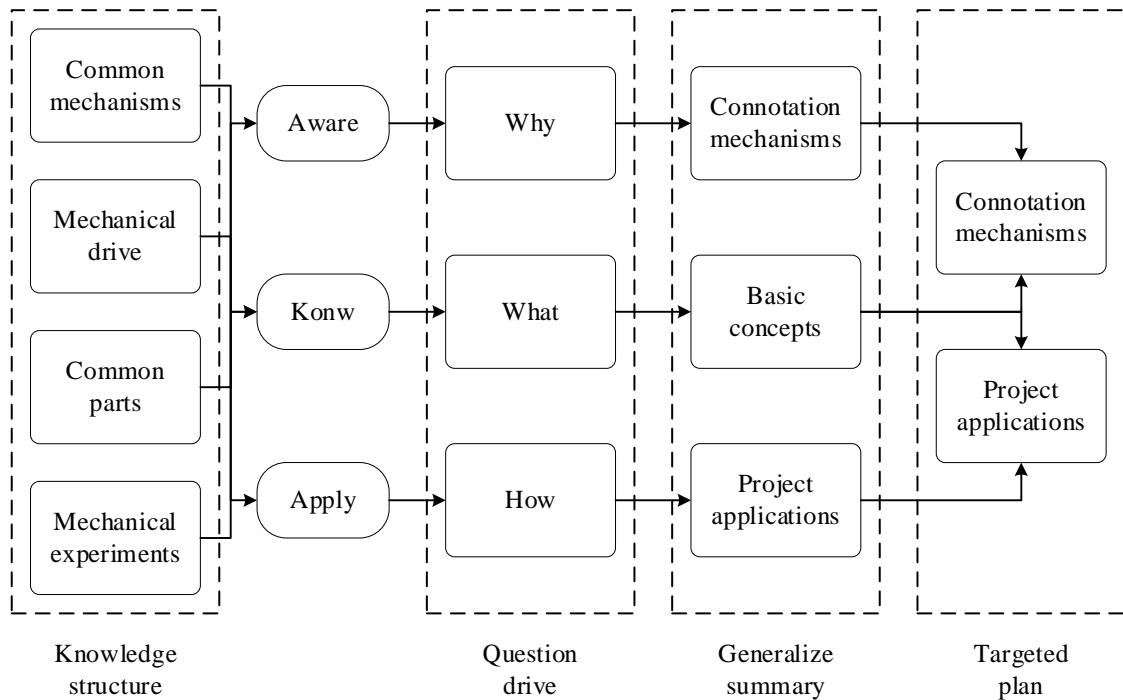 Common
mechanisms
Mechanical
drive
Common
parts
Mechanical
experiments
Knowledge
structure
Aware
Konw
Apply
Why
What
How
Question
drive
Connotation
mechanisms
Basic
concepts
Project
applications
Generalize
summary
Connotation
mechanisms
Project
applications
Targeted
plan